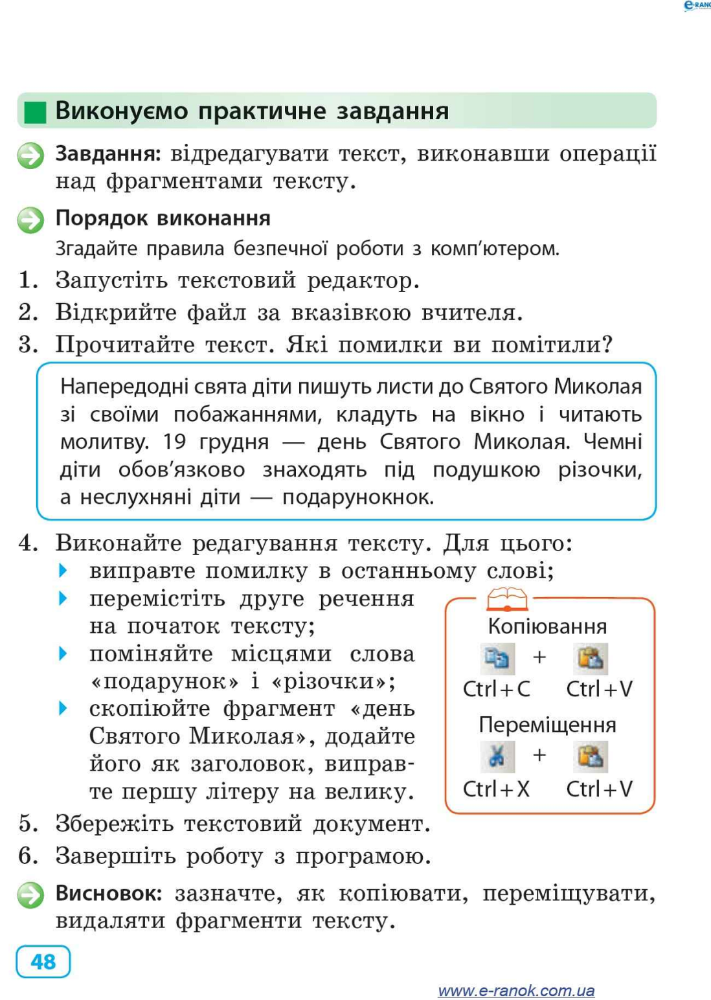 e-RANOK
Виконуємо практичне завдання
Завдання: відредагувати текст, виконавши операції
над фрагментами тексту.
Порядок виконання
Згадайте правила безпечної роботи з комп’ютером.
1. Запустіть текстовий редактор.
2. Відкрийте файл за вказівкою вчителя.
3. Прочитайте текст. Які помилки ви помітили?
Напередодні свята діти пишуть листи до Святого Миколая
зі своїми побажаннями, кладуть на вікно і читають
молитву. 19 грудня — день Святого Миколая. Чемні
діти обов’язково знаходять під подушкою різочки,
а неслухняні діти — подарунокнок.
4. Виконайте редагування тексту. Для цього:
виправте помилку в останньому слові;
перемістіть друге речення
на початок тексту;
поміняйте місцями слова
«подарунок» і «різочки»;
скопіюйте фрагмент «день
Святого Миколая», додайте
його як заголовок, виправ-
те першу літеру на велику.
Копіювання
+
Ctrl+C Ctrl+V
Переміщення
+
Ctrl+X Ctrl+V
5. Збережіть текстовий документ.
6. Завершіть роботу з програмою.
Висновок: зазначте, як копіювати, переміщувати,
видаляти фрагменти тексту.
48
www.e-ranok.com.ua